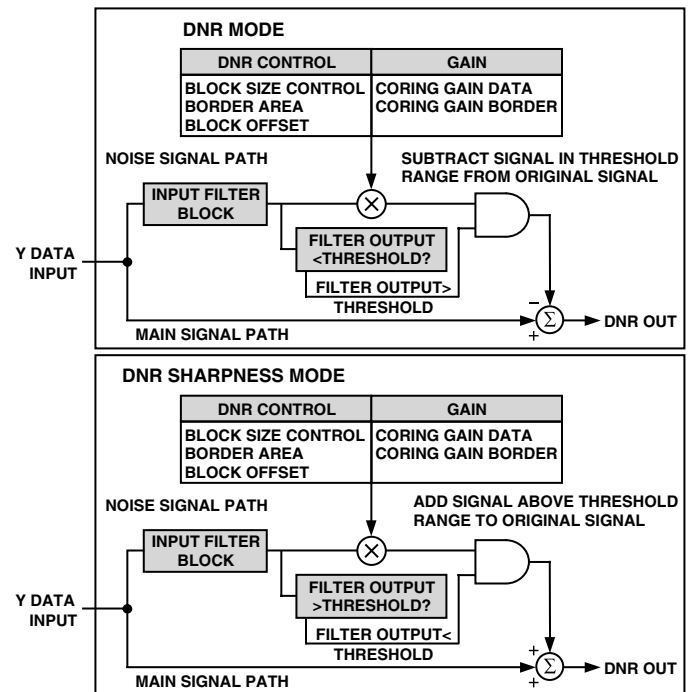 DNR MODE
DNR CONTROL GAIN
BLOCK SIZE CONTROL CORING GAIN DATA
BORDER AREA CORING GAIN BORDER
BLOCK OFFSET
NOISE SIGNAL PATH
SUBTRACT SIGNAL IN THRESHOLD
RANGE FROM ORIGINAL SIGNAL
INPUT FILTER
BLOCK
FILTER OUTPUT
<THRESHOLD?
Y DATA
INPUT
FILTER OUTPUT>
THRESHOLD
−
Σ
+
DNR OUT
MAIN SIGNAL PATH
DNR SHARPNESS MODE
DNR CONTROL GAIN
BLOCK SIZE CONTROL CORING GAIN DATA
BORDER AREA CORING GAIN BORDER
BLOCK OFFSET
NOISE SIGNAL PATH
ADD SIGNAL ABOVE THRESHOLD
RANGE TO ORIGINAL SIGNAL
INPUT FILTER
BLOCK
FILTER OUTPUT
>THRESHOLD?
Y DATA
INPUT
FILTER OUTPUT<
THRESHOLD
+
Σ
+
DNR OUT
MAIN SIGNAL PATH